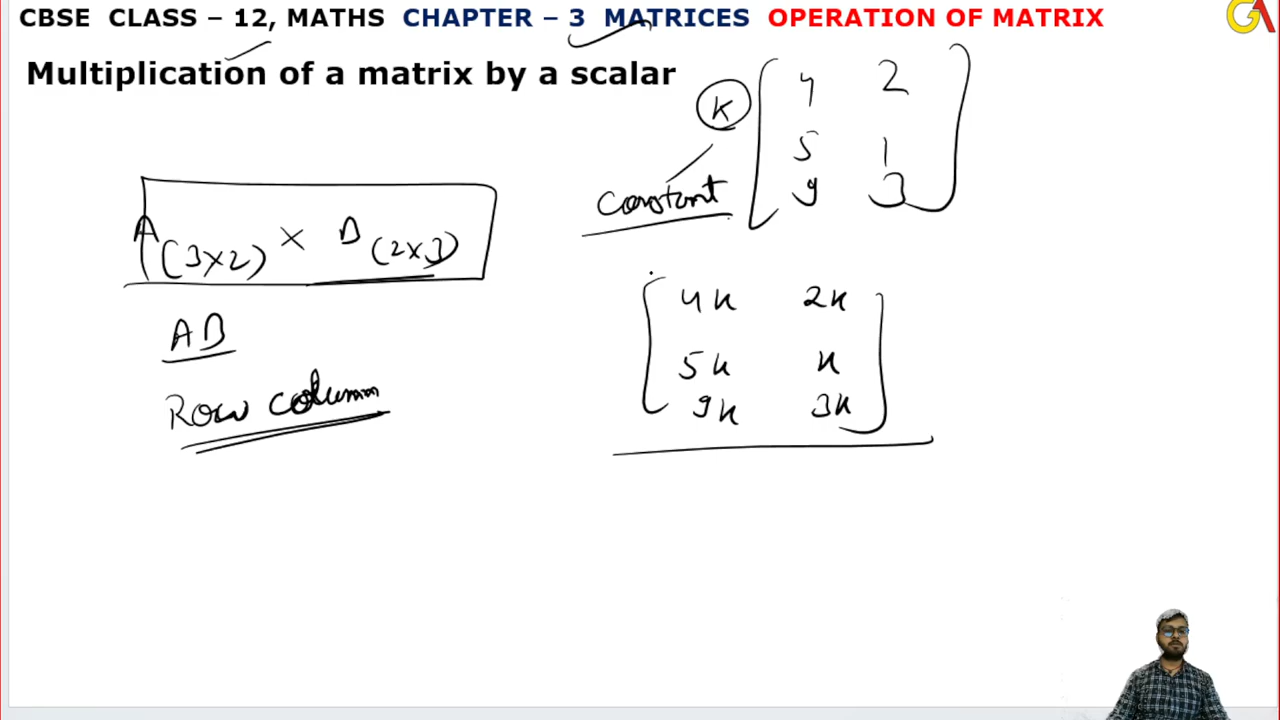 CBSE CLASS – 12, MATHS CHAPTER – 3 MATRICES OPERATION OF MATRIX
GA
Multiplication of a matrix by a scalar
K
4 2
5 1
9 3
Constant
A(3×2) × B(2×3)
AB
Row column
4K 2K
5K K
9K 3K